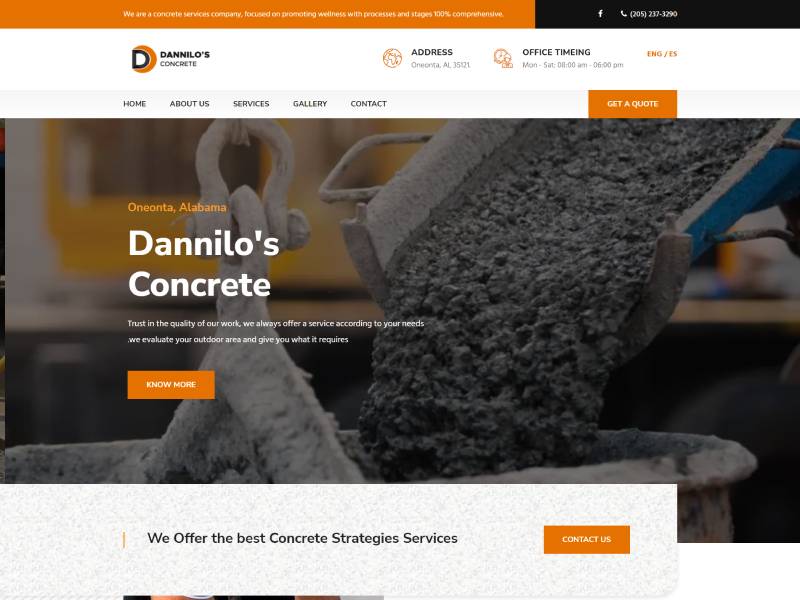 We are a concrete services company, focused on promoting wellness with processes and stages 100% comprehensive.
(205) 237-3290
DANNILO'S
CONCRETE
ADDRESS
Oneonta, Al, 35121.
OFFICE TIMEING
Mon - Sat: 08:00 am - 06:00 pm
ENG / ES
HOME
ABOUT US
SERVICES
GALLERY
CONTACT
GET A QUOTE
Oneonta, Alabama
Dannilo's
Concrete
Trust in the quality of our work, we always offer a service according to your needs
,we evaluate your outdoor area and give you what it requires
KNOW MORE
We Offer the best Concrete Strategies Services
CONTACT US